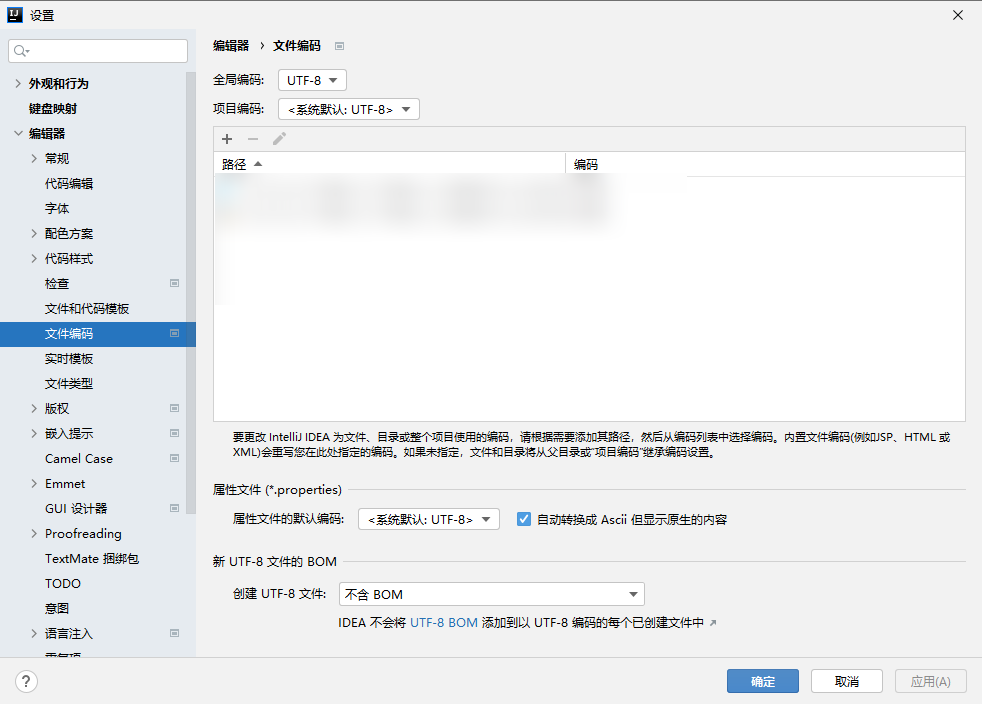 设置
编辑器 › 文件编码
全局编码: UTF-8
项目编码: <系统默认: UTF-8>
路径 编码
外观和行为
键盘映射
编辑器
常规
代码编辑
字体
配色方案
代码样式
检查
文件和代码模板
文件编码
实时模板
文件类型
版权
嵌入提示
Camel Case
Emmet
GUI 设计器
Proofreading
TextMate 捆绑包
TODO
意图
语言注入
要更改 IntelliJ IDEA 为文件、目录或整个项目使用的编码，请根据需要添加其路径，然后从编码列表中选择编码。内置文件编码(例如JSP、HTML 或
XML)会重写您在此处指定的编码。如果未指定，文件和目录将从父目录或"项目编码"继承编码设置。
属性文件 (*.properties)
属性文件的默认编码: <系统默认: UTF-8> 自动转换成 Ascii 但显示原生的内容
新 UTF-8 文件的 BOM
创建 UTF-8 文件: 不含 BOM
IDEA 不会将 UTF-8 BOM 添加到以 UTF-8 编码的每个已创建文件中 ↗
? 确定 取消 应用(A)